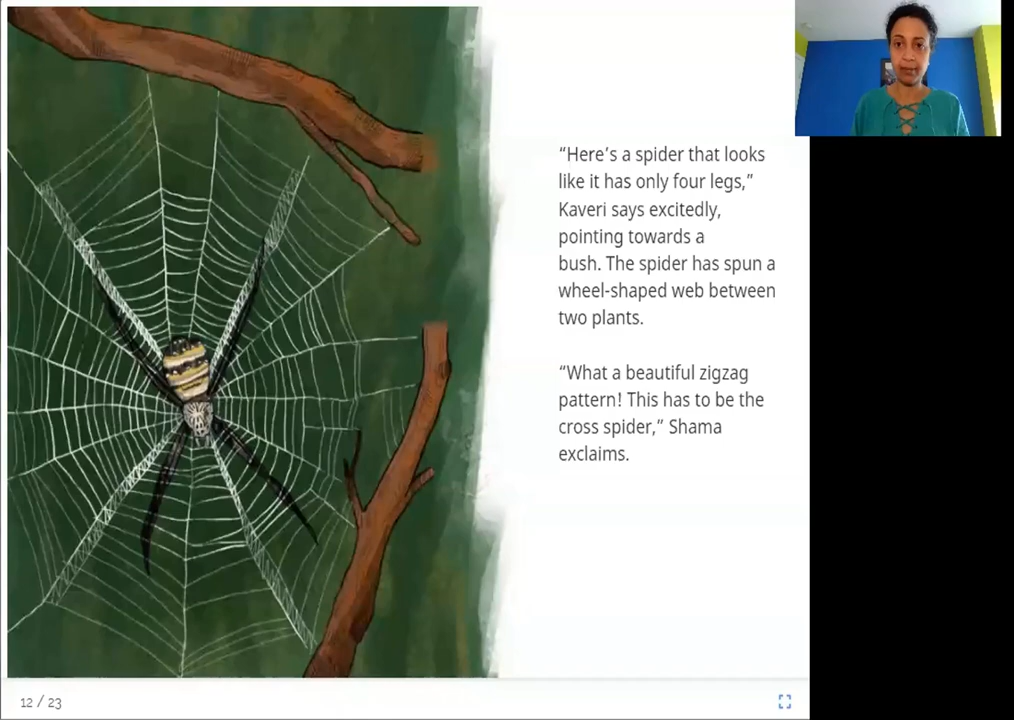 “Here’s a spider that looks
like it has only four legs,”
Kaveri says excitedly,
pointing towards a
bush. The spider has spun a
wheel-shaped web between
two plants.
“What a beautiful zigzag
pattern! This has to be the
cross spider,” Shama
exclaims.
12 / 23